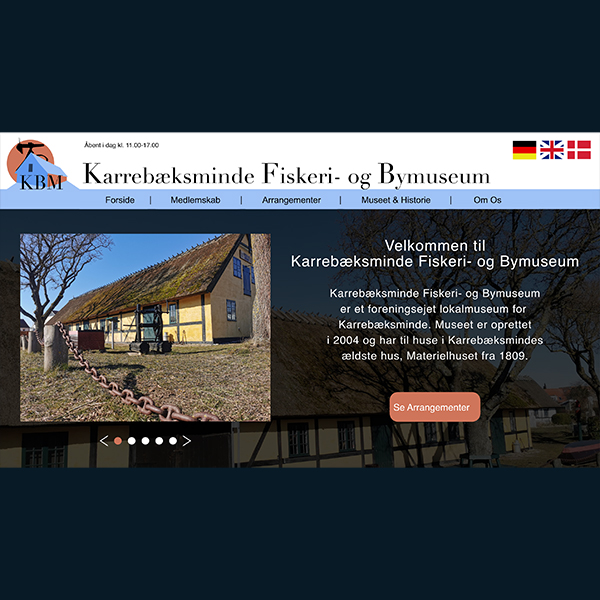 Åbent i dag kl. 11.00-17.00
KBM
Karrebæksminde Fiskeri- og Bymuseum
Forside | Medlemskab | Arrangementer | Museet & Historie | Om Os
Velkommen til
Karrebæksminde Fiskeri- og Bymuseum
Karrebæksminde Fiskeri- og Bymuseum
er et foreningsejet lokalmuseum for
Karrebæksminde. Museet er oprettet
i 2004 og har til huse i Karrebæksmindes
ældste hus, Materielhuset fra 1809.
Se Arrangementer